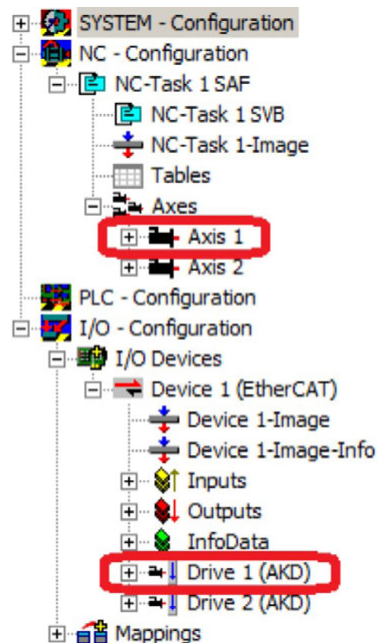 SYSTEM - Configuration
NC - Configuration
NC-Task 1 SAF
NC-Task 1 SVB
NC-Task 1-Image
Tables
Axes
Axis 1
Axis 2
PLC - Configuration
I/O - Configuration
I/O Devices
Device 1 (EtherCAT)
Device 1-Image
Device 1-Image-Info
Inputs
Outputs
InfoData
Drive 1 (AKD)
Drive 2 (AKD)
Mappings